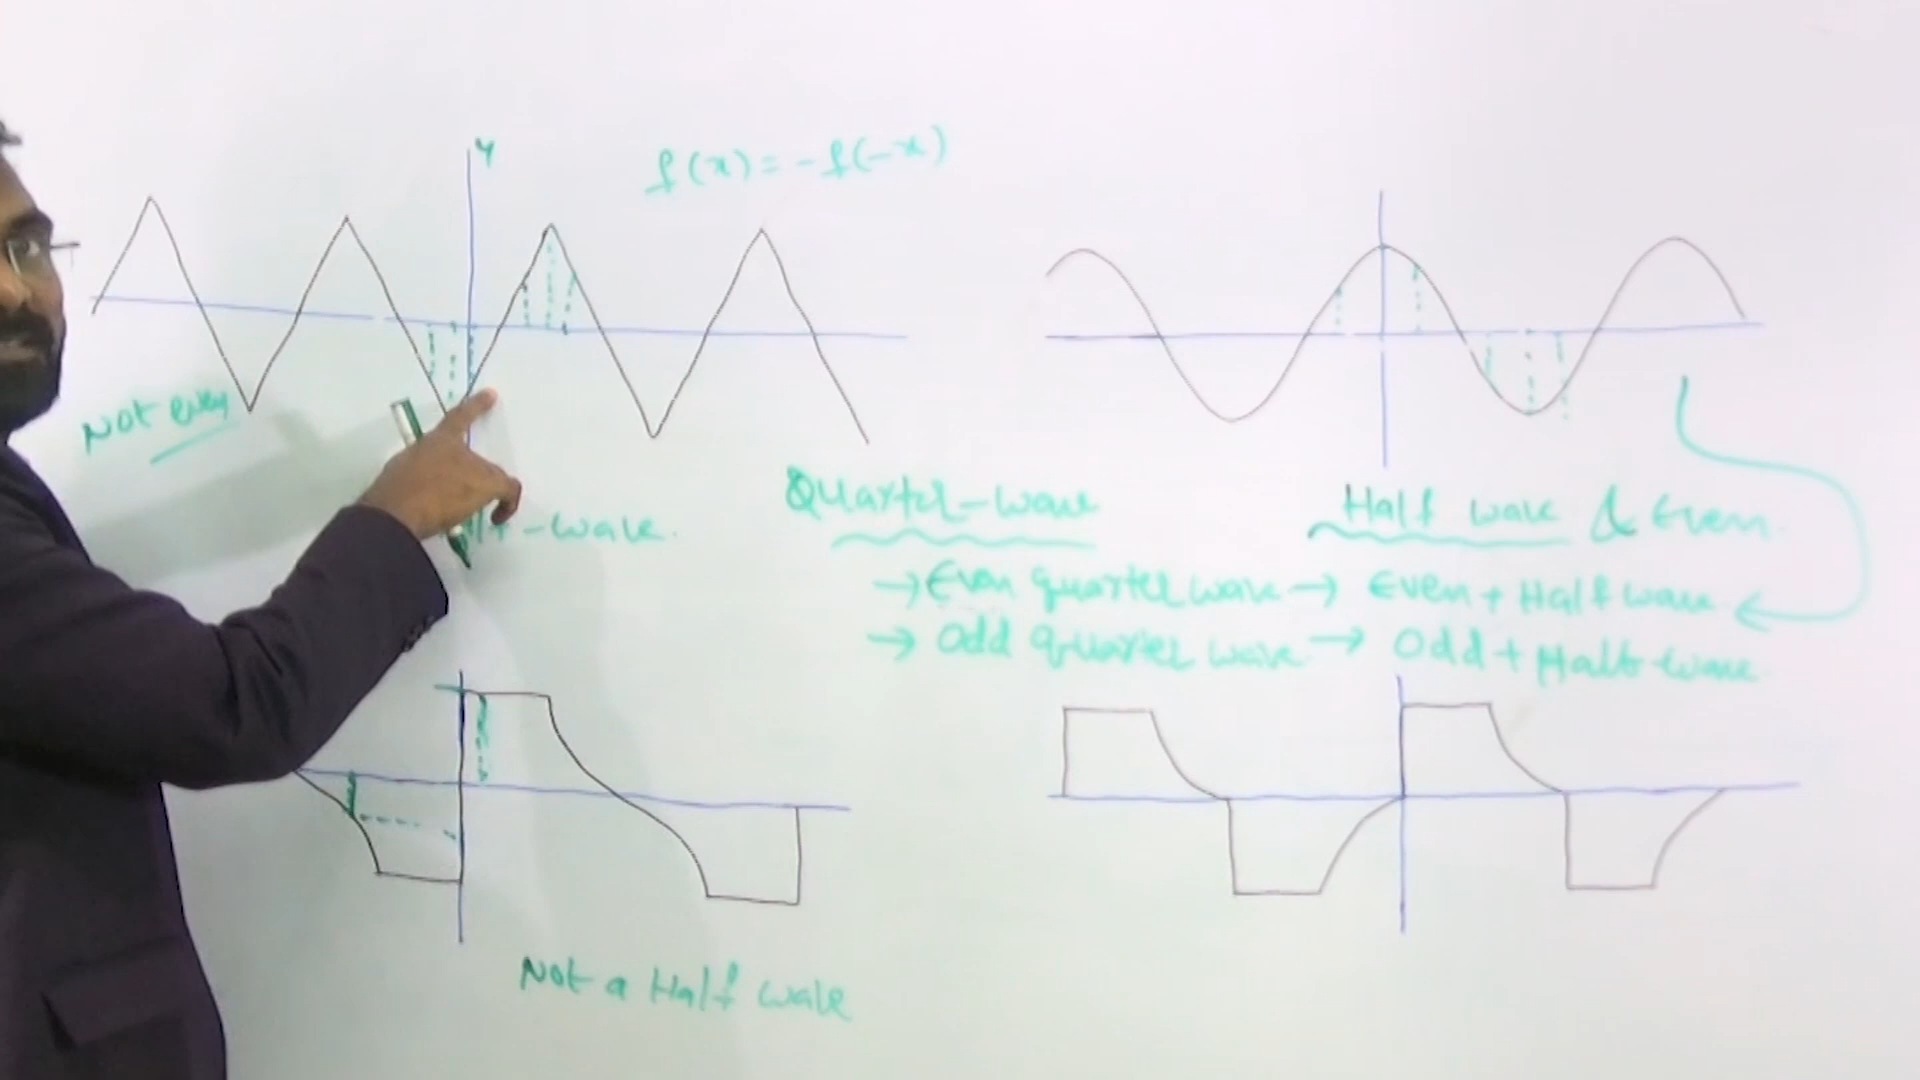 y
f(x) = -f(-x)
Not even
-wave.
Quarter-wave
Half wave & Even
→ Even quarter wave → Even + Half wave
→ Odd quarter wave → Odd + Half wave
Not a Half wave